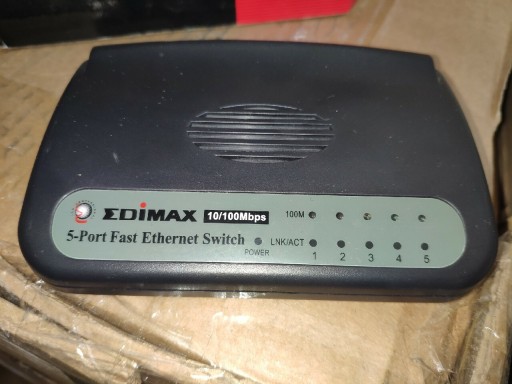 EDIMAX 10/100Mbps 100M
5-Port Fast Ethernet Switch LNK/ACT
POWER 1 2 3 4 5